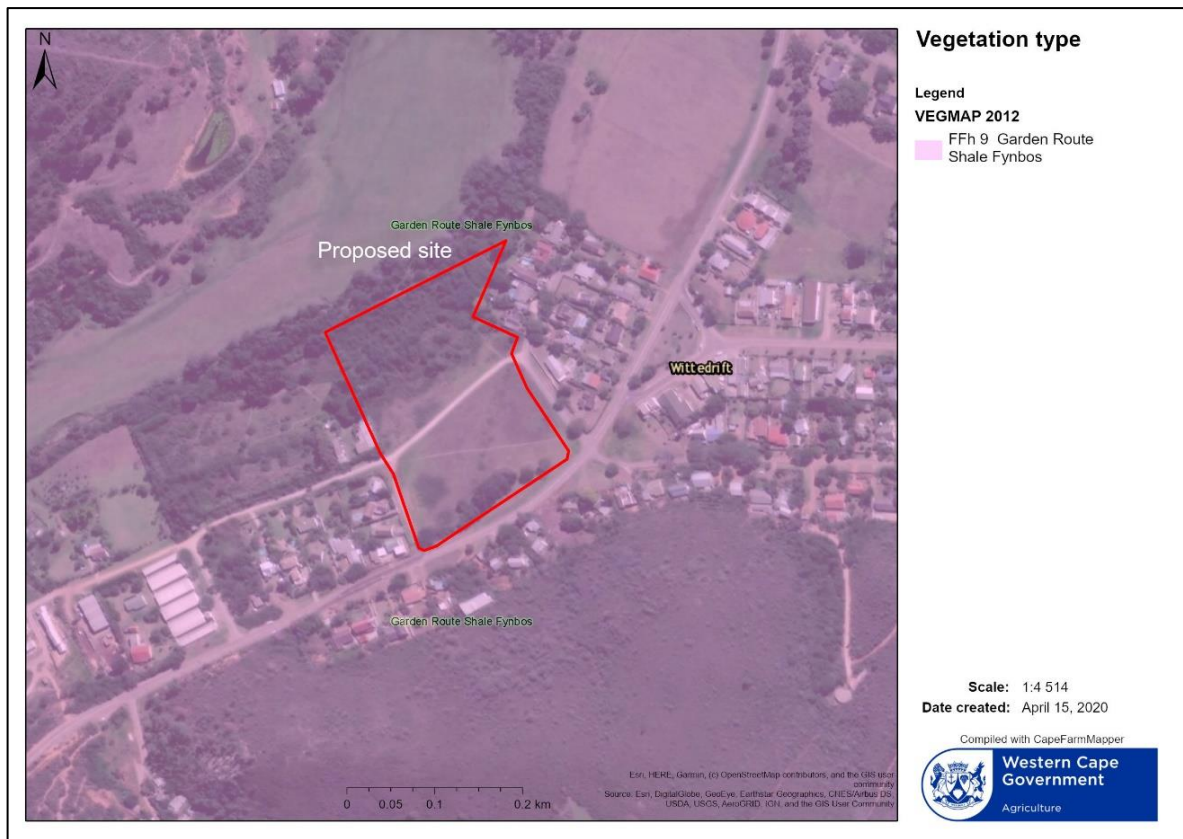 Vegetation type
Legend
VEGMAP 2012
FFh 9 Garden Route
Shale Fynbos
N
Garden Route Shale Fynbos
Proposed site
Wittedrift
Garden Route Shale Fynbos
0 0.05 0.1 0.2 km
Esri, HERE, Garmin, (c) OpenStreetMap contributors, and the GIS user
community
Source: Esri, DigitalGlobe, GeoEye, Earthstar Geographics, CNES/Airbus DS,
USDA, USGS, AeroGRID, IGN, and the GIS User Community
Scale: 1:4 514
Date created: April 15, 2020
Compiled with CapeFarmMapper
Western Cape
Government
Agriculture